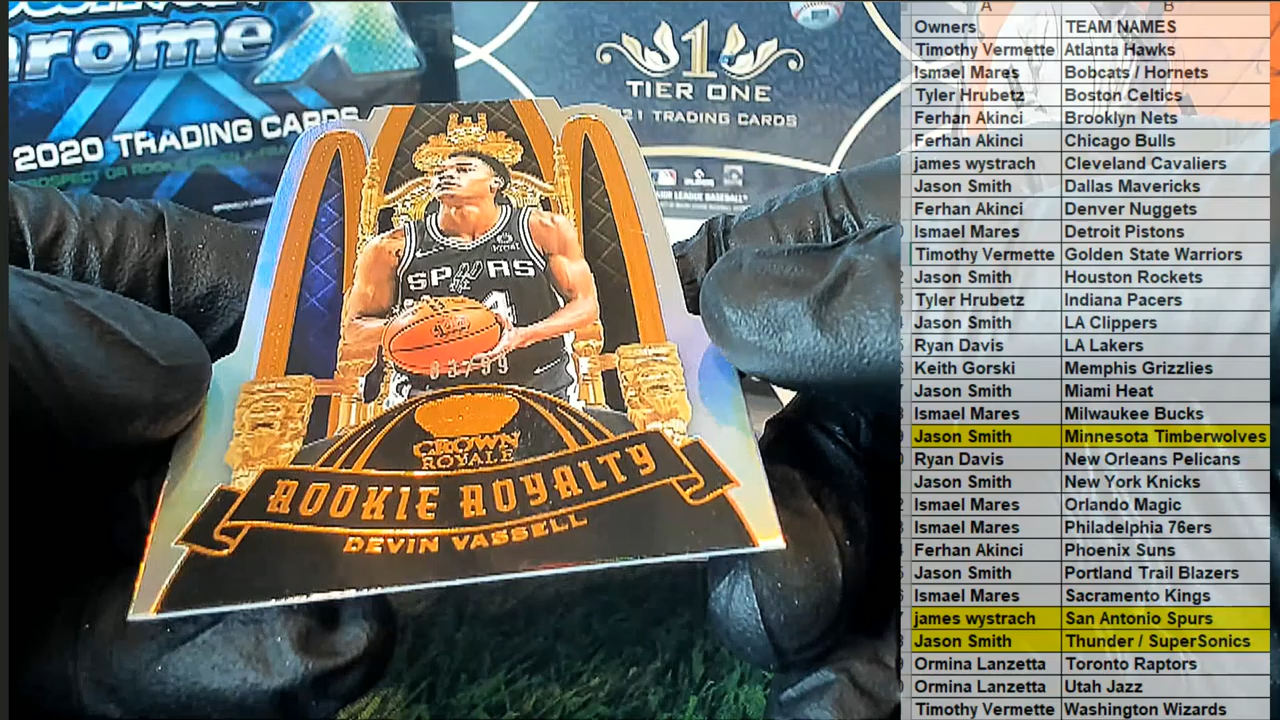 rome
2020 TRADING CARDS
1
TIER ONE
21 TRADING CARDS
MAJOR LEAGUE BASEBALL
SPURS
4
03/99
CROWN
ROYALE
ROOKIE ROYALTY
DEVIN VASSELL
A B
Owners TEAM NAMES
Timothy Vermette Atlanta Hawks
Ismael Mares Bobcats / Hornets
Tyler Hrubetz Boston Celtics
Ferhan Akinci Brooklyn Nets
Ferhan Akinci Chicago Bulls
james wystrach Cleveland Cavaliers
Jason Smith Dallas Mavericks
Ferhan Akinci Denver Nuggets
Ismael Mares Detroit Pistons
Timothy Vermette Golden State Warriors
Jason Smith Houston Rockets
Tyler Hrubetz Indiana Pacers
Jason Smith LA Clippers
Ryan Davis LA Lakers
Keith Gorski Memphis Grizzlies
Jason Smith Miami Heat
Ismael Mares Milwaukee Bucks
Jason Smith Minnesota Timberwolves
Ryan Davis New Orleans Pelicans
Jason Smith New York Knicks
Ismael Mares Orlando Magic
Ismael Mares Philadelphia 76ers
Ferhan Akinci Phoenix Suns
Jason Smith Portland Trail Blazers
Ismael Mares Sacramento Kings
james wystrach San Antonio Spurs
Jason Smith Thunder / SuperSonics
Ormina Lanzetta Toronto Raptors
Ormina Lanzetta Utah Jazz
Timothy Vermette Washington Wizards